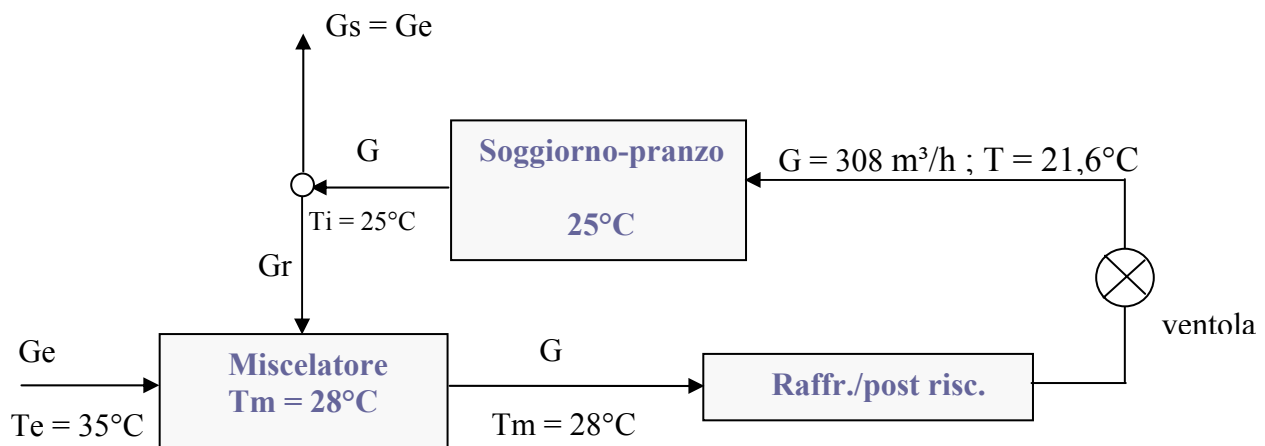 Gs = Ge
G
Soggiorno-pranzo
25°C
G = 308 m³/h ; T = 21,6°C
Ti = 25°C
Gr
ventola
Ge
Miscelatore
Tm = 28°C
G
Raffr./post risc.
Te = 35°C
Tm = 28°C